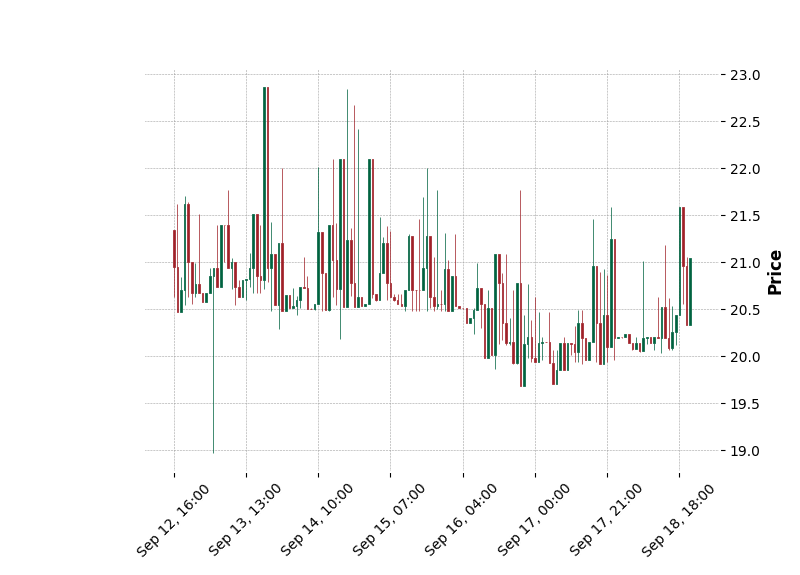 23.0
22.5
22.0
21.5
21.0
20.5
20.0
19.5
19.0
Price
Sep 12, 16:00
Sep 13, 13:00
Sep 14, 10:00
Sep 15, 07:00
Sep 16, 04:00
Sep 17, 00:00
Sep 17, 21:00
Sep 18, 18:00